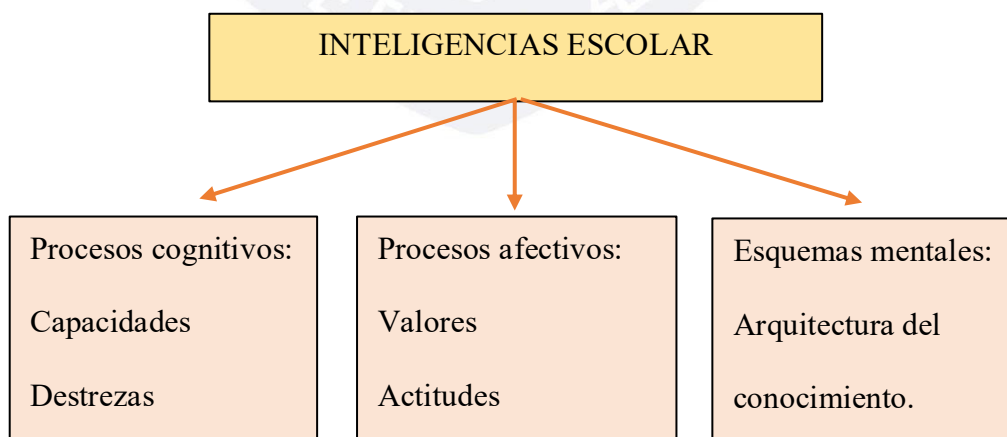 INTELIGENCIAS ESCOLAR
Procesos cognitivos:
Capacidades
Destrezas
Procesos afectivos:
Valores
Actitudes
Esquemas mentales:
Arquitectura del
conocimiento.